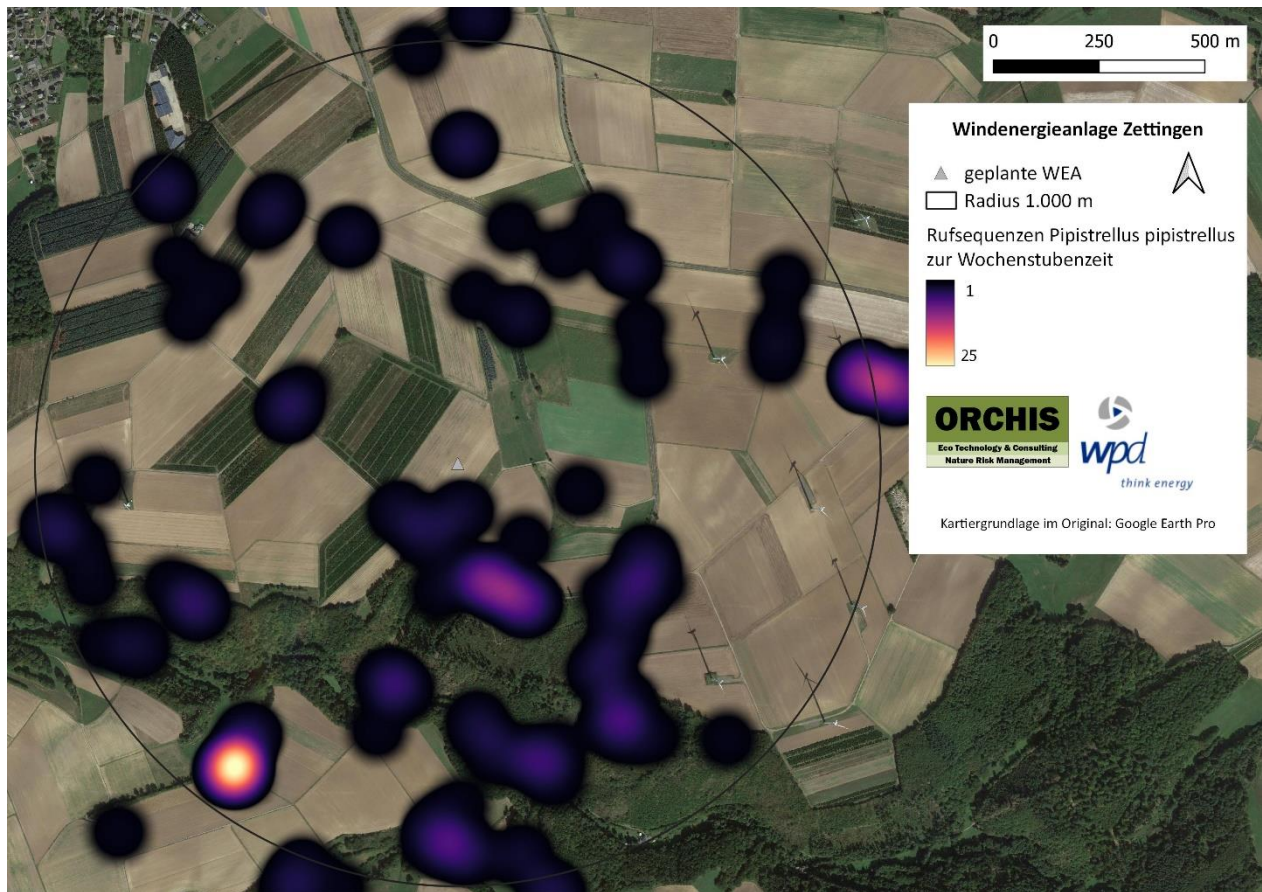 0 250 500 m
Windenergieanlage Zettingen
geplante WEA
Radius 1.000 m
Rufsequenzen Pipistrellus pipistrellus
zur Wochenstubenzeit
1
25
ORCHIS
Eco Technology & Consulting
Nature Risk Management
wpd
think energy
Kartiergrundlage im Original: Google Earth Pro